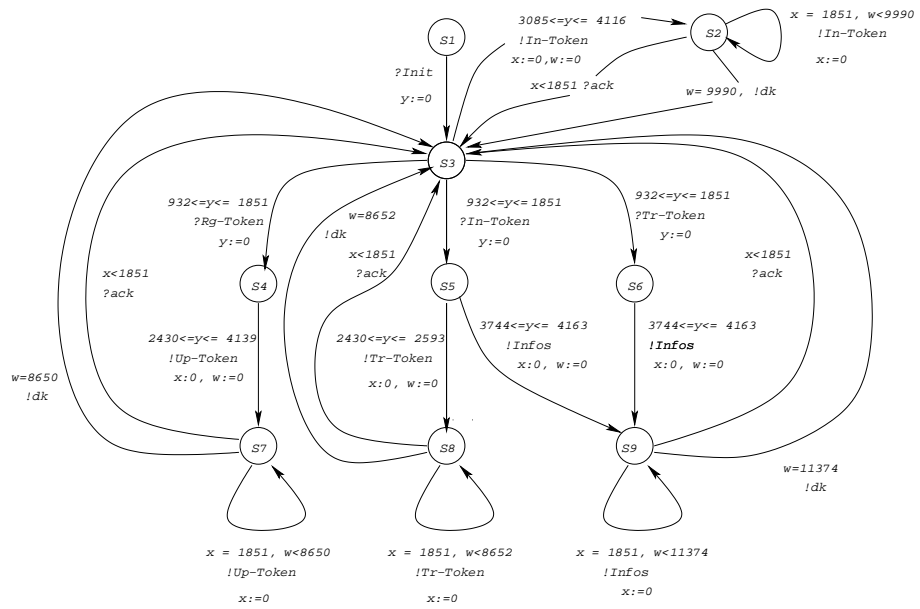 S1
?Init
y:=0
3085<=y<= 4116
!In-Token
x:=0,w:=0
S2
x = 1851, w<9990
!In-Token
x:=0
x<1851 ?ack
w= 9990, !dk
S3
932<=y<= 1851
?Rg-Token
y:=0
w=8652
!dk
932<=y<=1851
?In-Token
y:=0
932<=y<=1851
?Tr-Token
y:=0
x<1851
?ack
x<1851
?ack
x<1851
?ack
S4
S5
S6
2430<=y<= 4139
!Up-Token
x:0, w:=0
2430<=y<= 2593
!Tr-Token
x:0, w:=0
3744<=y<= 4163
!Infos
x:0, w:=0
3744<=y<= 4163
!Infos
x:0, w:=0
w=8650
!dk
S7
S8
S9
w=11374
!dk
x = 1851, w<8650
!Up-Token
x:=0
x = 1851, w<8652
!Tr-Token
x:=0
x = 1851, w<11374
!Infos
x:=0